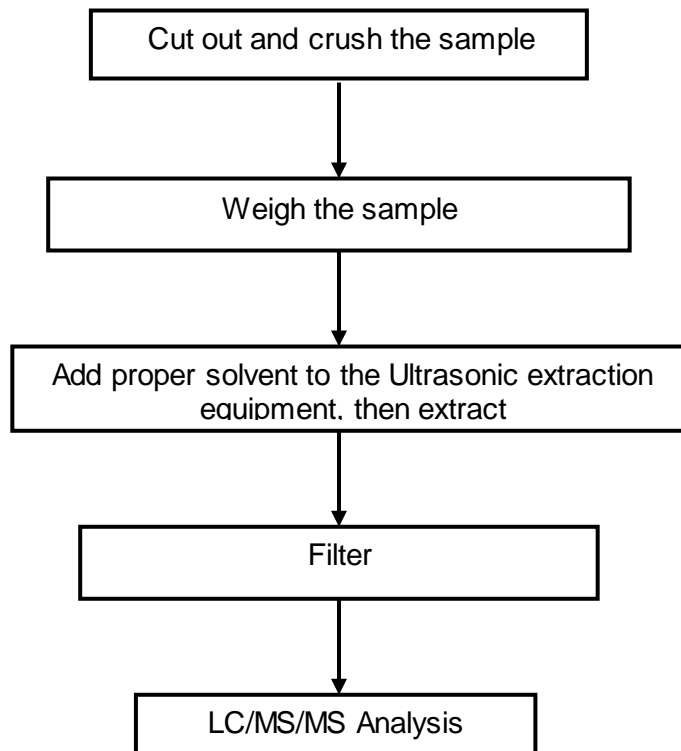 Cut out and crush the sample
Weigh the sample
Add proper solvent to the Ultrasonic extraction
equipment, then extract
Filter
LC/MS/MS Analysis